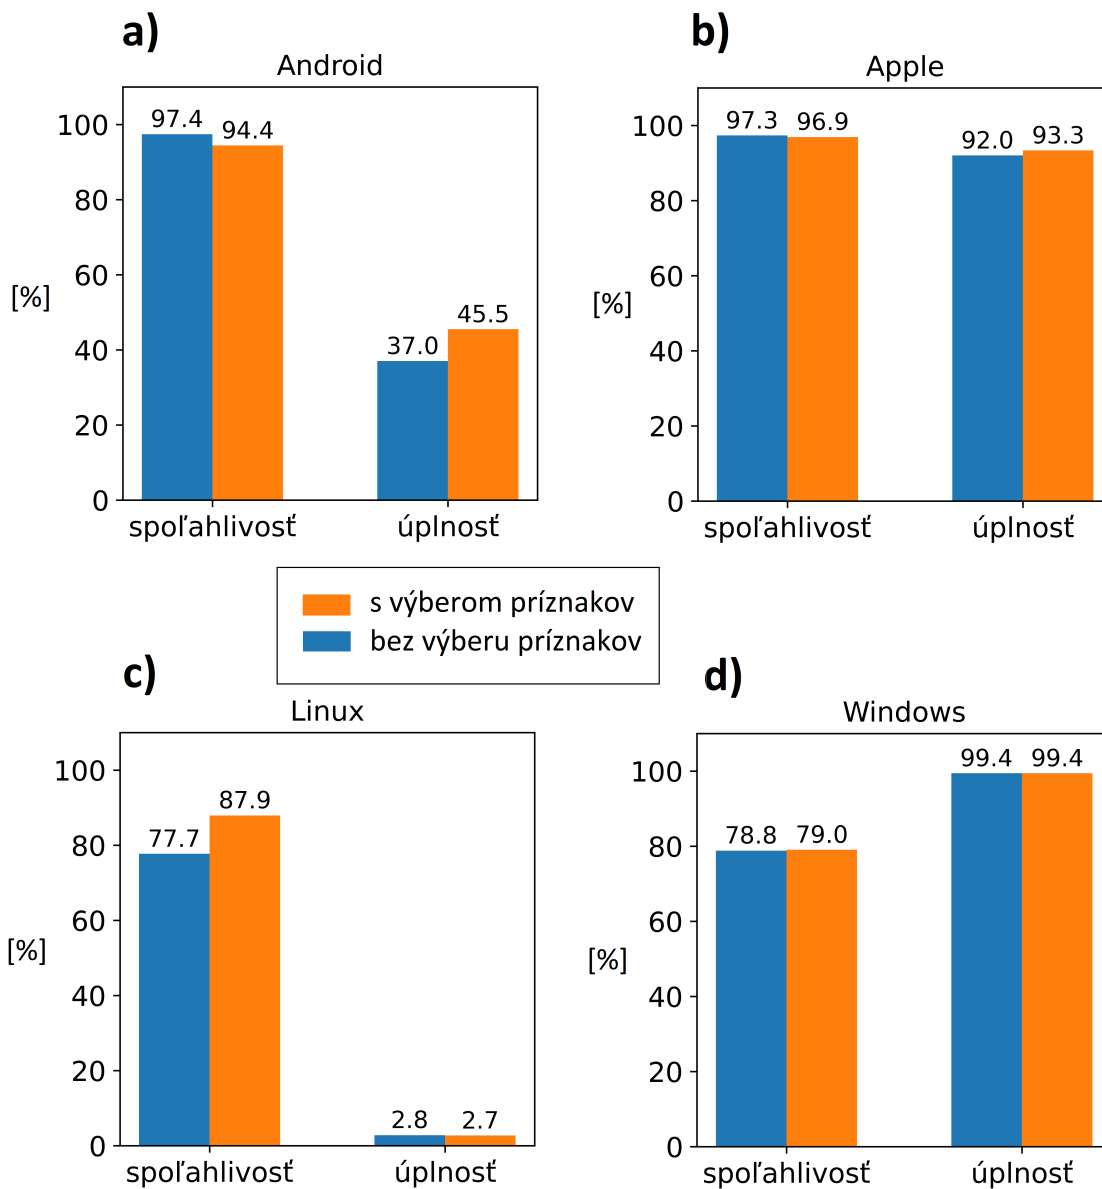 a)
Android
97.4
94.4
37.0
45.5
100
80
60
40
20
0
[%]
spoľahlivosť
úplnosť
b)
Apple
97.3
96.9
92.0
93.3
100
80
60
40
20
0
[%]
spoľahlivosť
úplnosť
s výberom príznakov
bez výberu príznakov
c)
Linux
77.7
87.9
2.8
2.7
100
80
60
40
20
0
[%]
spoľahlivosť
úplnosť
d)
Windows
78.8
79.0
99.4
99.4
100
80
60
40
20
0
[%]
spoľahlivosť
úplnosť